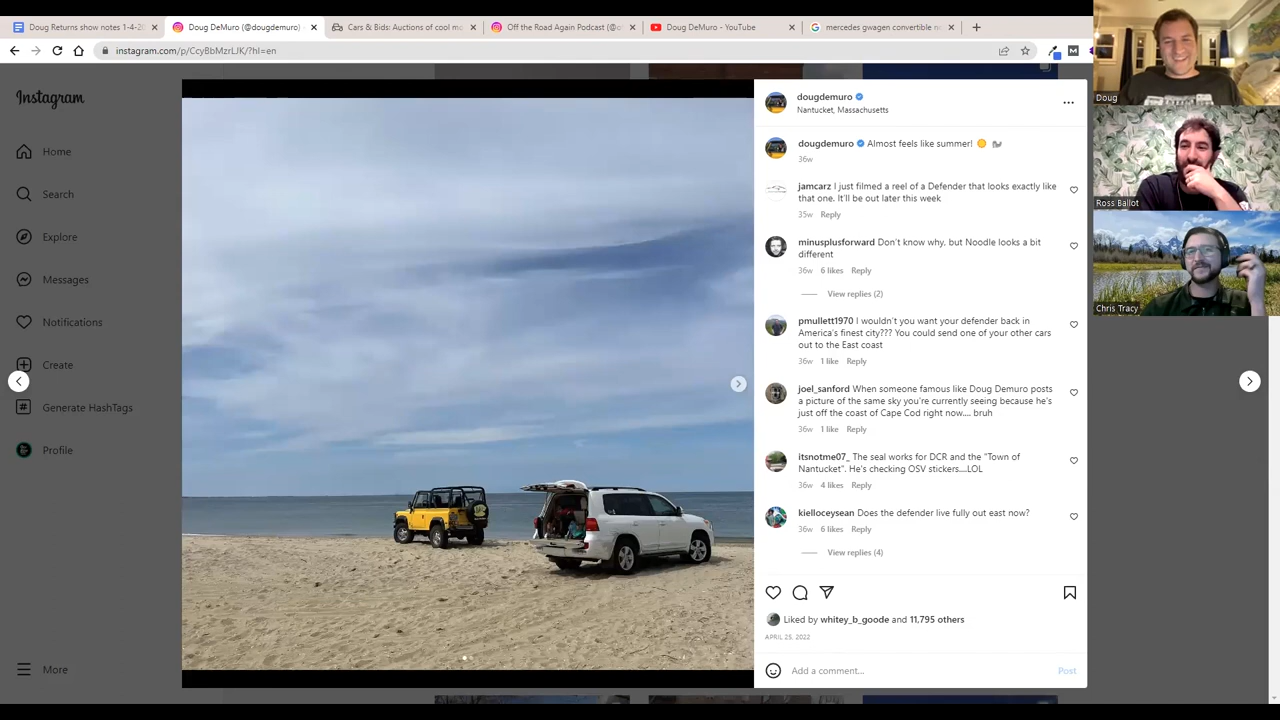 Doug Returns show notes 1-4-20
Doug DeMuro (@dougdemuro) •
Cars & Bids: Auctions of cool mo
Off the Road Again Podcast (@o
Doug DeMuro - YouTube
mercedes gwagen convertible n
instagram.com/p/CcyBbMzrLJK/?hl=en
Instagram
Home
Search
Explore
Messages
Notifications
Create
Generate HashTags
Profile
More
dougdemuro
Nantucket, Massachusetts
dougdemuro Almost feels like summer! ☀️ 🦭
36w
jamcarz I just filmed a reel of a Defender that looks exactly like
that one. It'll be out later this week
35w Reply
minusplusforward Don't know why, but Noodle looks a bit
different
36w 6 likes Reply
View replies (2)
pmullett1970 I wouldn't you want your defender back in
America's finest city??? You could send one of your other cars
out to the East coast
36w 1 like Reply
joel_sanford When someone famous like Doug Demuro posts
a picture of the same sky you're currently seeing because he's
just off the coast of Cape Cod right now.... bruh
36w 1 like Reply
itsnotme07_ The seal works for DCR and the "Town of
Nantucket". He's checking OSV stickers....LOL
36w 4 likes Reply
kielloceysean Does the defender live fully out east now?
36w 6 likes Reply
View replies (4)
Liked by whitey_b_goode and 11,795 others
APRIL 25, 2022
Add a comment...
Post
Doug
Ross Ballot
Chris Tracy